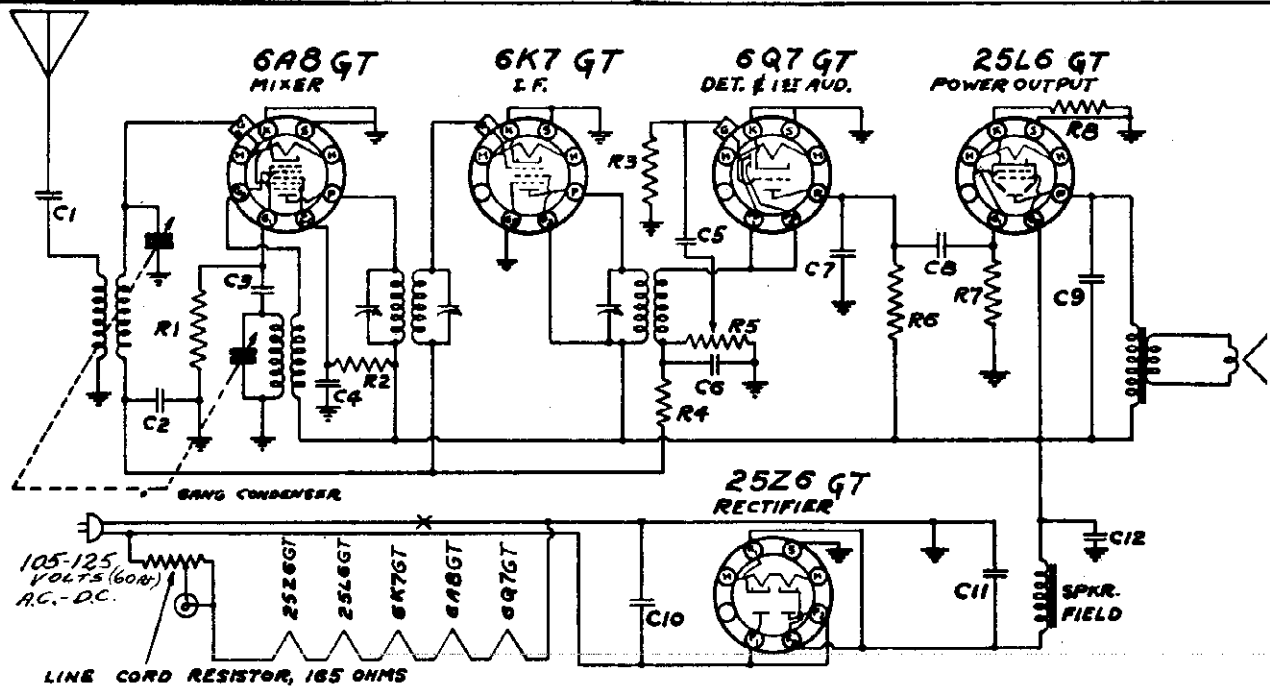 6A8 GT
MIXER
6K7 GT
I.F.
6Q7 GT
DET. & 1ST AUD.
25L6 GT
POWER OUTPUT
R8
R3
C1
C5
C7
C8
R7
C9
C3
R1
R6
R5
R2
C6
C4
C2
R4
GANG CONDENSER
25Z6 GT
RECTIFIER
105-125
VOLTS (60~)
A.C.-D.C.
25Z6GT
25L6GT
6K7GT
6A8GT
6Q7GT
C10
C11
C12
SPKR.
FIELD
LINE CORD RESISTOR, 165 OHMS